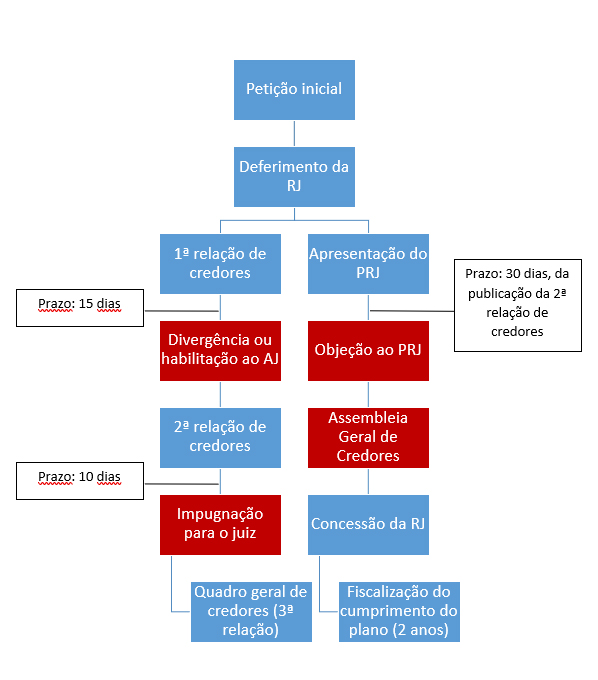 Petição inicial
Deferimento da
RJ
1ª relação de
credores
Apresentação do
PRJ
Prazo: 15 dias
Prazo: 30 dias, da
publicação da 2ª
relação de
credores
Divergência ou
habilitação ao AJ
Objeção ao PRJ
2ª relação de
credores
Assembleia
Geral de
Credores
Prazo: 10 dias
Impugnação
para o juiz
Concessão da RJ
Quadro geral de
credores (3ª
relação)
Fiscalização do
cumprimento do
plano (2 anos)